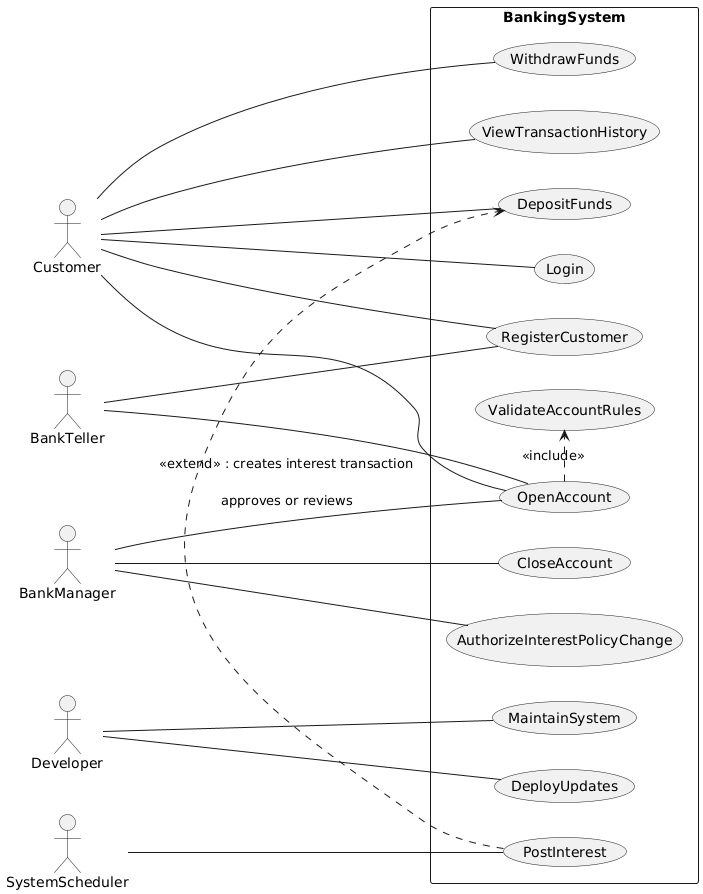 BankingSystem
WithdrawFunds
ViewTransactionHistory
DepositFunds
Customer
Login
RegisterCustomer
ValidateAccountRules
BankTeller
«include»
«extend» : creates interest transaction
OpenAccount
approves or reviews
CloseAccount
BankManager
AuthorizeInterestPolicyChange
MaintainSystem
Developer
DeployUpdates
PostInterest
SystemScheduler